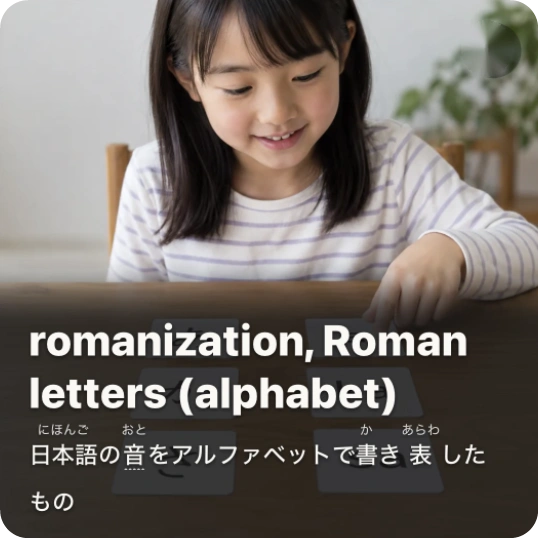 romanization, Roman
letters (alphabet)
にほんご おと か あらわ
日本語の音をアルファベットで書き表した
もの